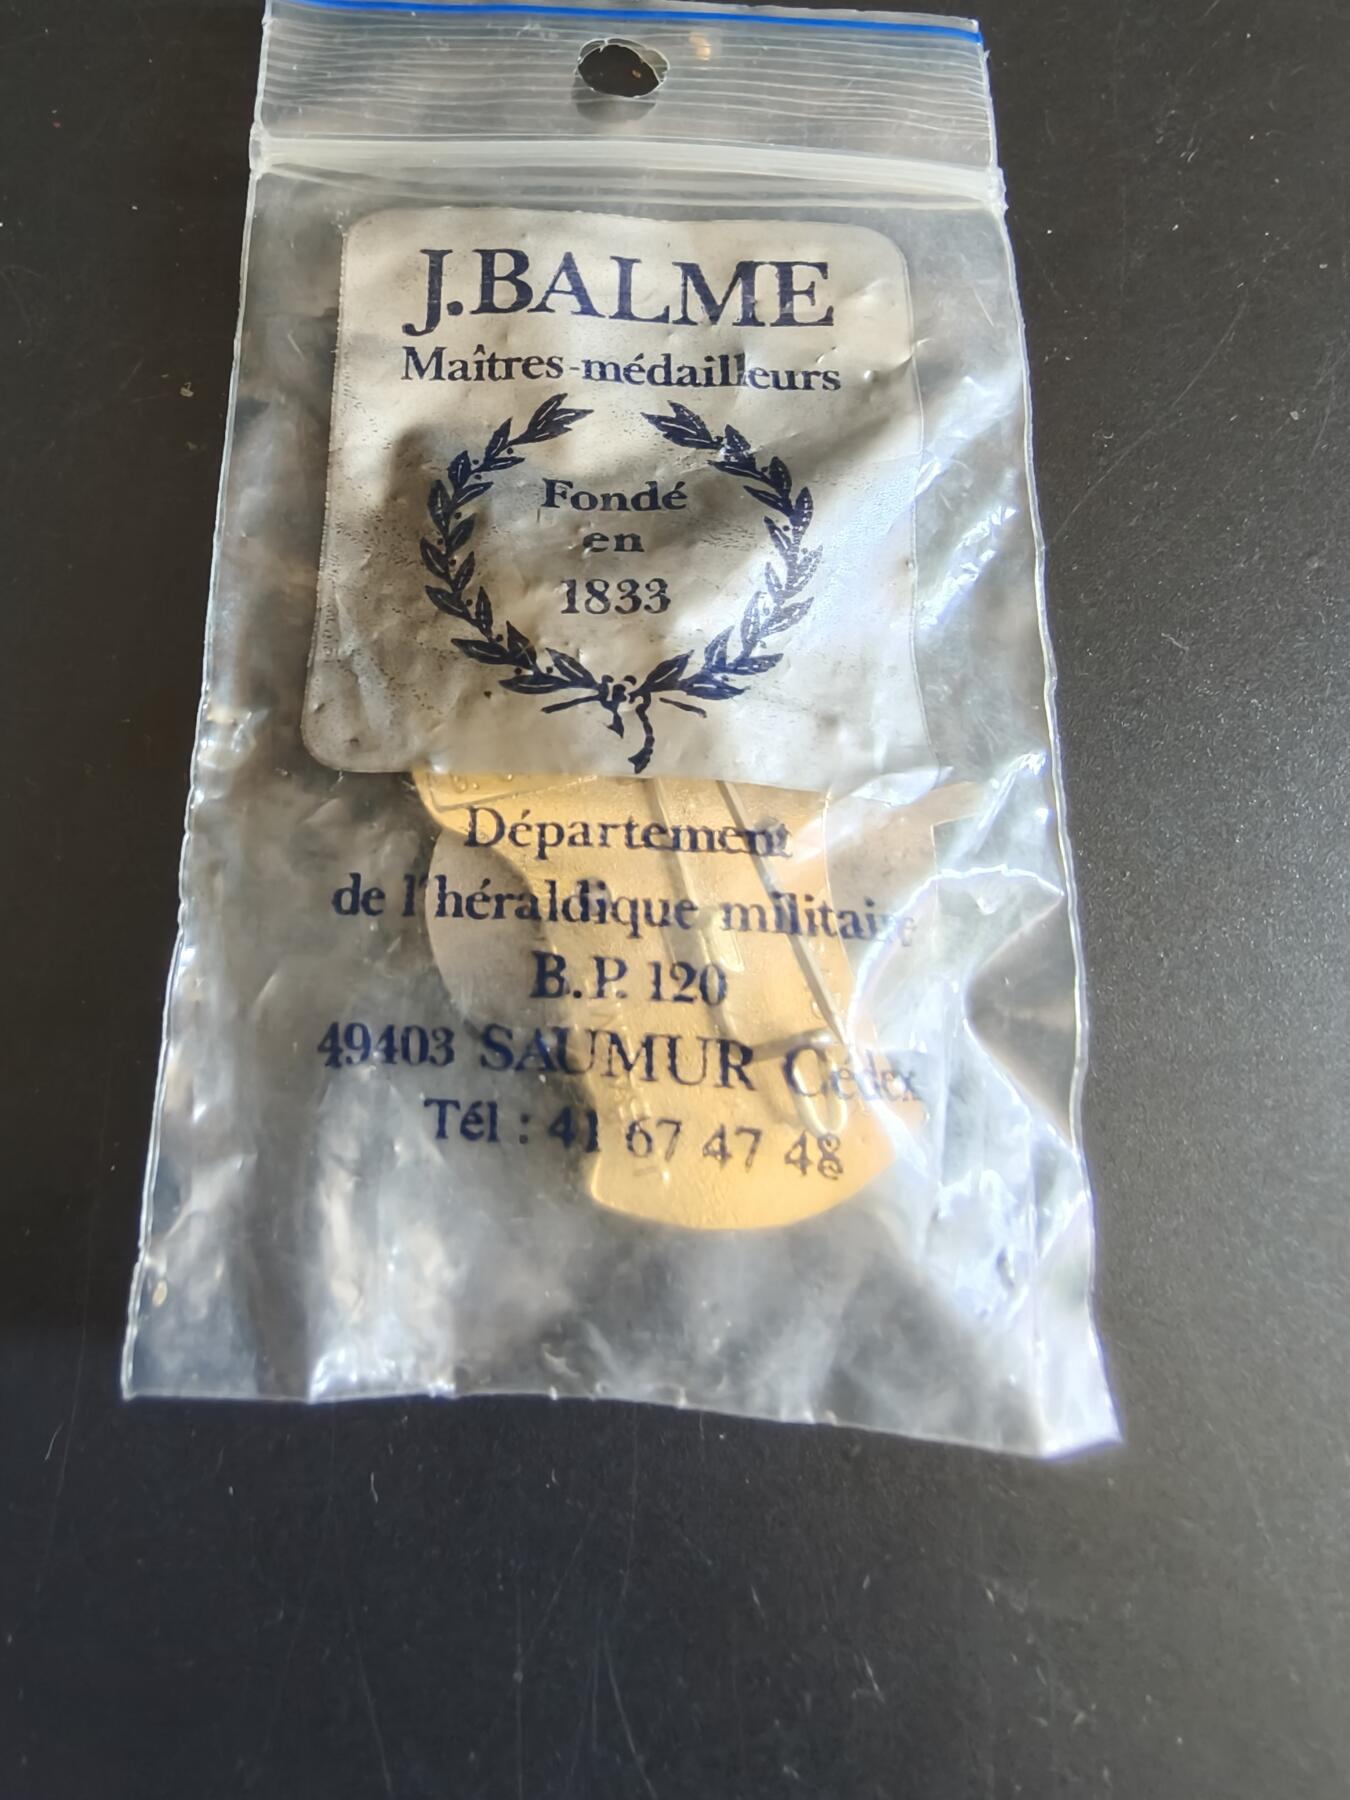 J.BALME
Maîtres-médailleurs
Fondé
en
1833
Département
de l'héraldique militaire
B.P. 120
49403 SAUMUR Cédex
Tél : 41 67 47 48